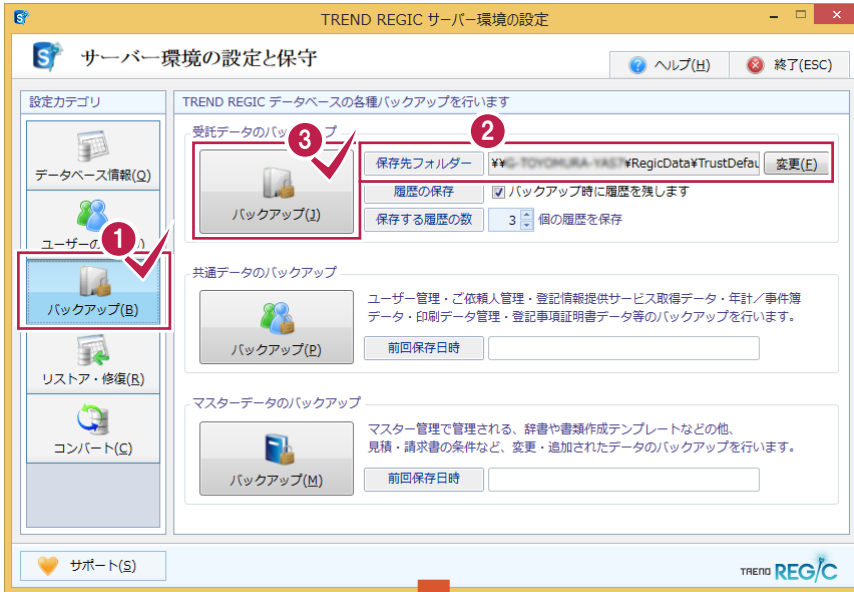 TREND REGIC サーバー環境の設定
サーバー環境の設定と保守
ヘルプ(H)
終了(ESC)
設定カテゴリ
TREND REGIC データベースの各種バックアップを行います
データベース情報(Q)
ユーザーの
1
バックアップ(B)
リストア・修復(R)
コンバート(C)
受託データのバックアップ
3
2
バックアップ(J)
保存先フォルダー
¥RegicData¥TrustDefau
変更(F)
履歴の保存
バックアップ時に履歴を残します
保存する履歴の数
3
個の履歴を保存
共通データのバックアップ
バックアップ(P)
ユーザー管理・ご依頼人管理・登記情報提供サービス取得データ・年計／事件簿
データ・印刷データ管理・登記事項証明書データ等のバックアップを行います。
前回保存日時
マスターデータのバックアップ
バックアップ(M)
マスター管理で管理される、辞書や書類作成テンプレートなどの他、
見積・請求書の条件など、変更・追加されたデータのバックアップを行います。
前回保存日時
サポート(S)
TREND REGIC